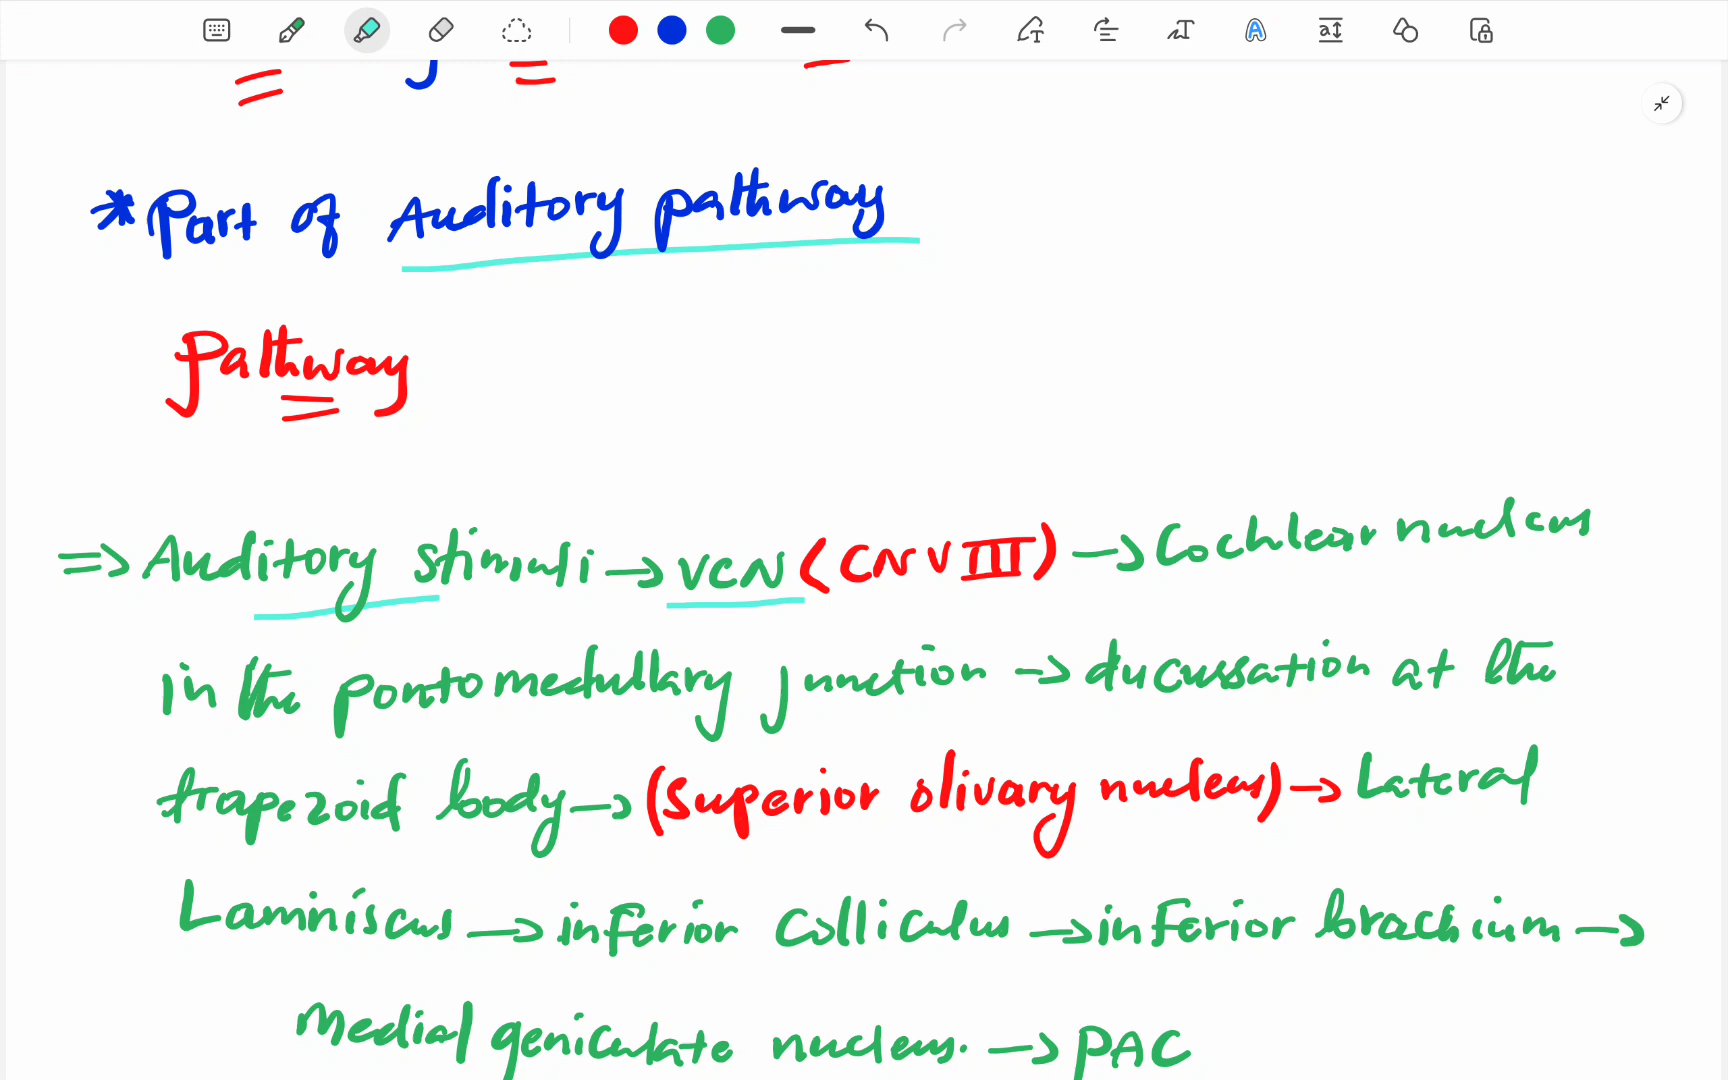 *Part of Auditory pathway
Pathway
=> Auditory stimuli → VCN (CN VIII) → Cochlear nucleus
in the pontomedullary junction → ducussation at the
trapezoid body → (superior olivary nucleus) → Lateral
Lamniscus → inferior Colliculus → inferior brachium →
Medial geniculate nucleus. → PAC